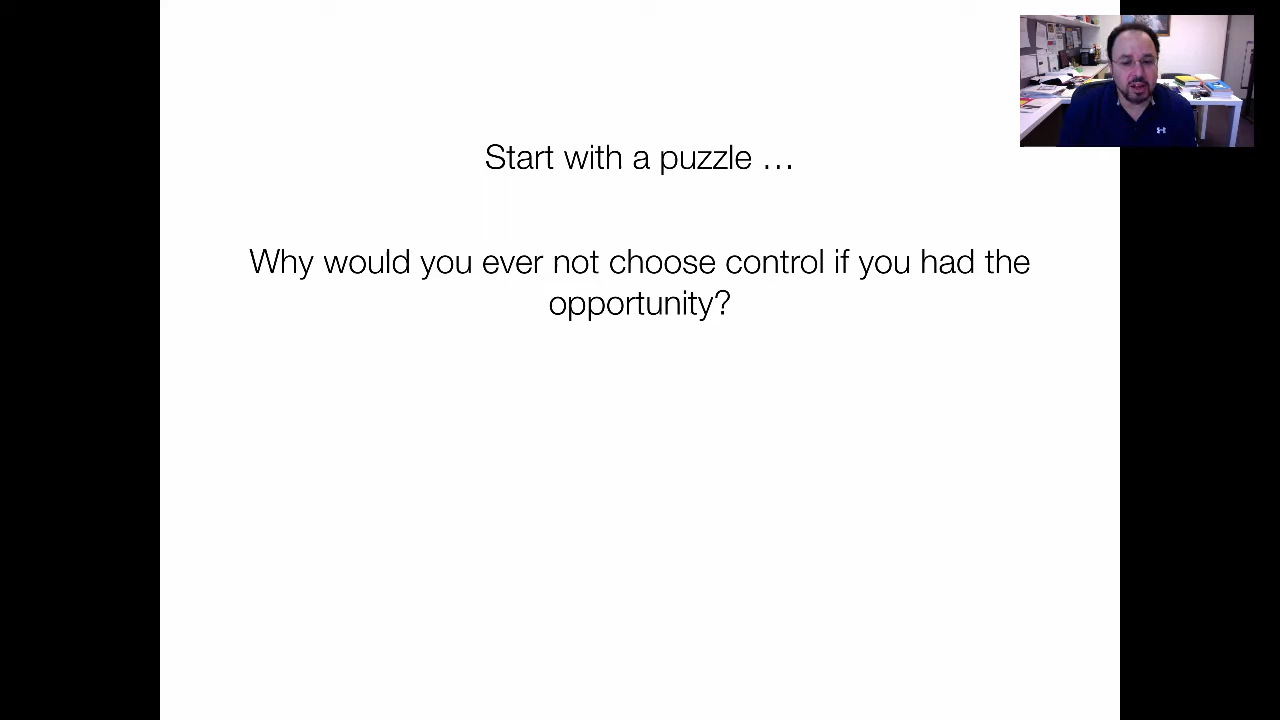 Start with a puzzle …
Why would you ever not choose control if you had the
opportunity?